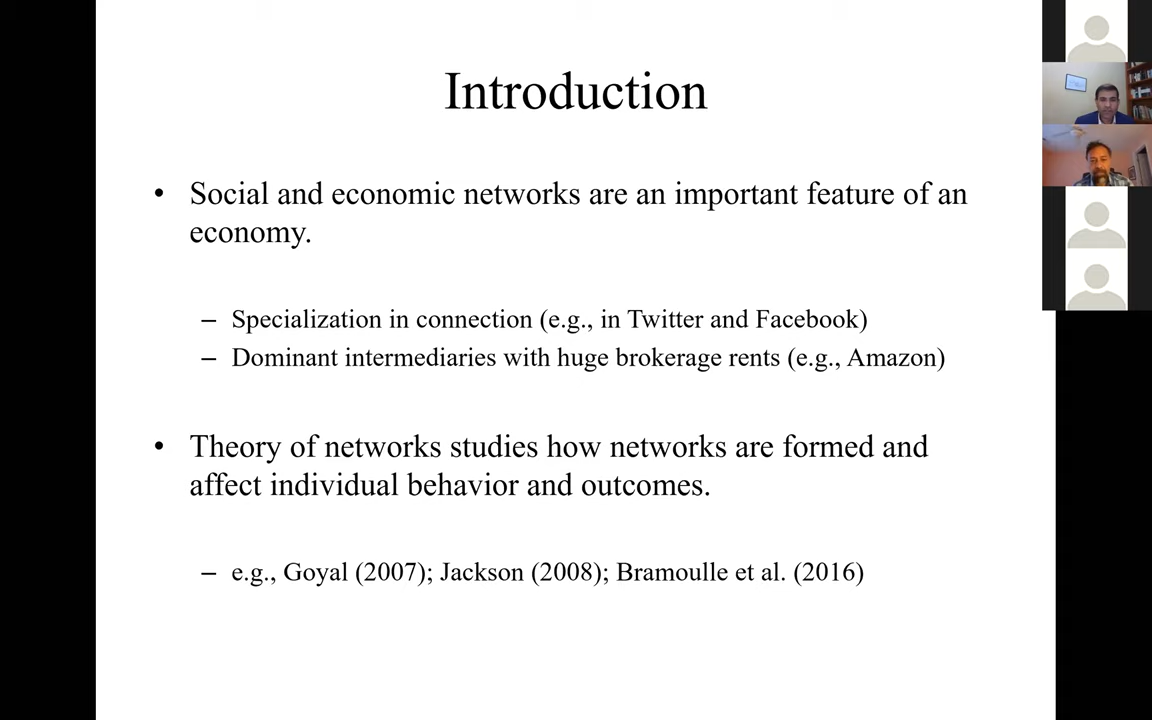 Introduction
• Social and economic networks are an important feature of an
economy.
– Specialization in connection (e.g., in Twitter and Facebook)
– Dominant intermediaries with huge brokerage rents (e.g., Amazon)
• Theory of networks studies how networks are formed and
affect individual behavior and outcomes.
– e.g., Goyal (2007); Jackson (2008); Bramoulle et al. (2016)